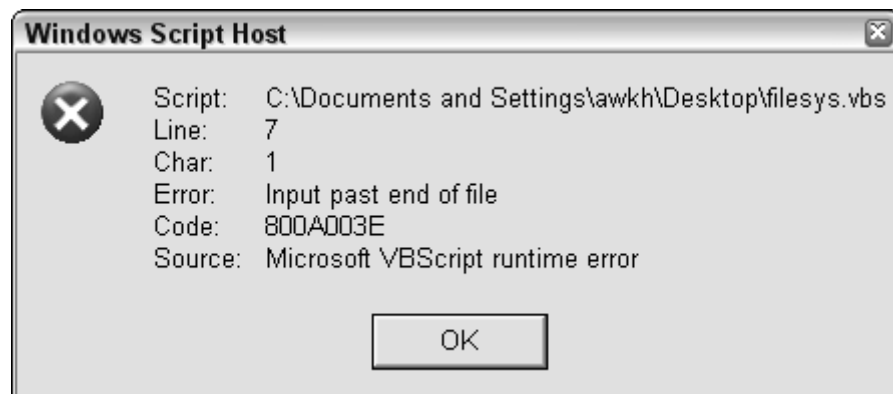 Windows Script Host
Script: C:\Documents and Settings\awkh\Desktop\filesys.vbs
Line: 7
Char: 1
Error: Input past end of file
Code: 800A003E
Source: Microsoft VBScript runtime error
OK